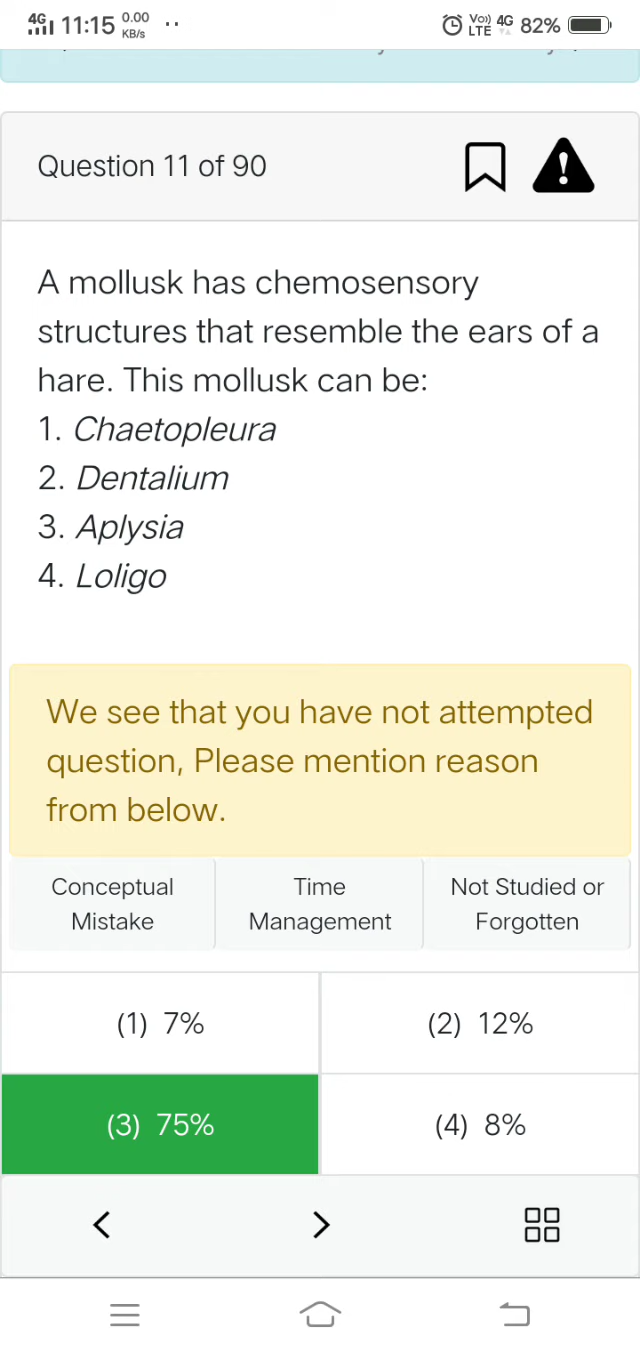 4G 11:15 0.00 KB/s ·· Vo)) LTE 4G 82%
Question 11 of 90
A mollusk has chemosensory
structures that resemble the ears of a
hare. This mollusk can be:
1. Chaetopleura
2. Dentalium
3. Aplysia
4. Loligo
We see that you have not attempted
question, Please mention reason
from below.
Conceptual
Mistake
Time
Management
Not Studied or
Forgotten
(1) 7%
(2) 12%
(3) 75%
(4) 8%